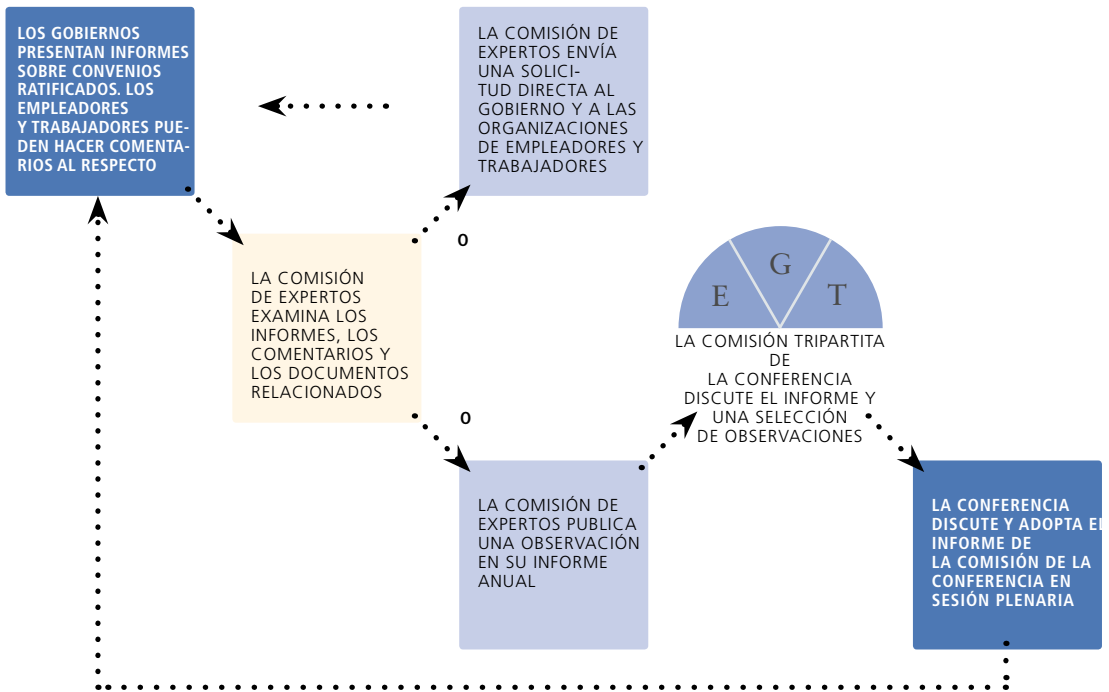 LOS GOBIERNOS
PRESENTAN INFORMES
SOBRE CONVENIOS
RATIFICADOS. LOS
EMPLEADORES
Y TRABAJADORES PUE-
DEN HACER COMENTA-
RIOS AL RESPECTO
LA COMISIÓN DE
EXPERTOS ENVÍA
UNA SOLICI-
TUD DIRECTA AL
GOBIERNO Y A LAS
ORGANIZACIONES
DE EMPLEADORES Y
TRABAJADORES
O
LA COMISIÓN
DE EXPERTOS
EXAMINA LOS
INFORMES, LOS
COMENTARIOS Y
LOS DOCUMENTOS
RELACIONADOS
O
E
G
T
LA COMISIÓN TRIPARTITA
DE
LA CONFERENCIA
DISCUTE EL INFORME Y
UNA SELECCIÓN
DE OBSERVACIONES
LA COMISIÓN DE
EXPERTOS PUBLICA
UNA OBSERVACIÓN
EN SU INFORME
ANUAL
LA CONFERENCIA
DISCUTE Y ADOPTA EL
INFORME DE
LA COMISIÓN DE LA
CONFERENCIA EN
SESIÓN PLENARIA